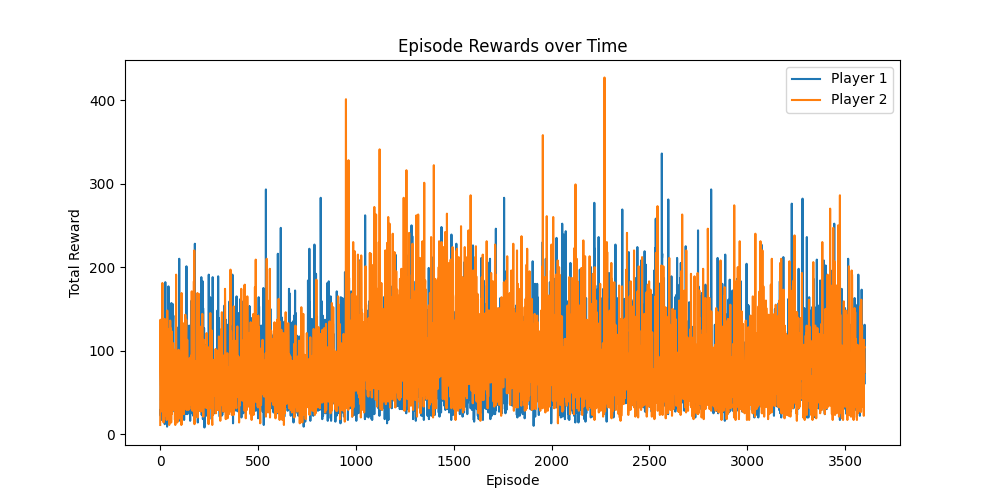 Episode Rewards over Time
Player 1
Player 2
Total Reward
400
300
200
100
0
0 500 1000 1500 2000 2500 3000 3500
Episode